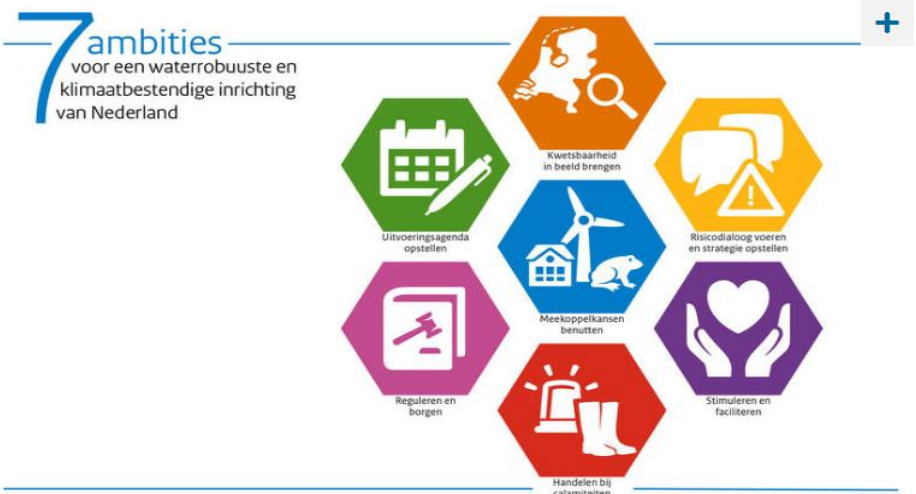 7 ambities
voor een waterrobuuste en
klimaatbestendige inrichting
van Nederland
Kwetsbaarheid
in beeld brengen
Uitvoeringsagenda
opstellen
Risicodialoog voeren
en strategie opstellen
Meekoppelkansen
benutten
Reguleren en
borgen
Stimuleren en
faciliteren
Handelen bij
calamiteiten